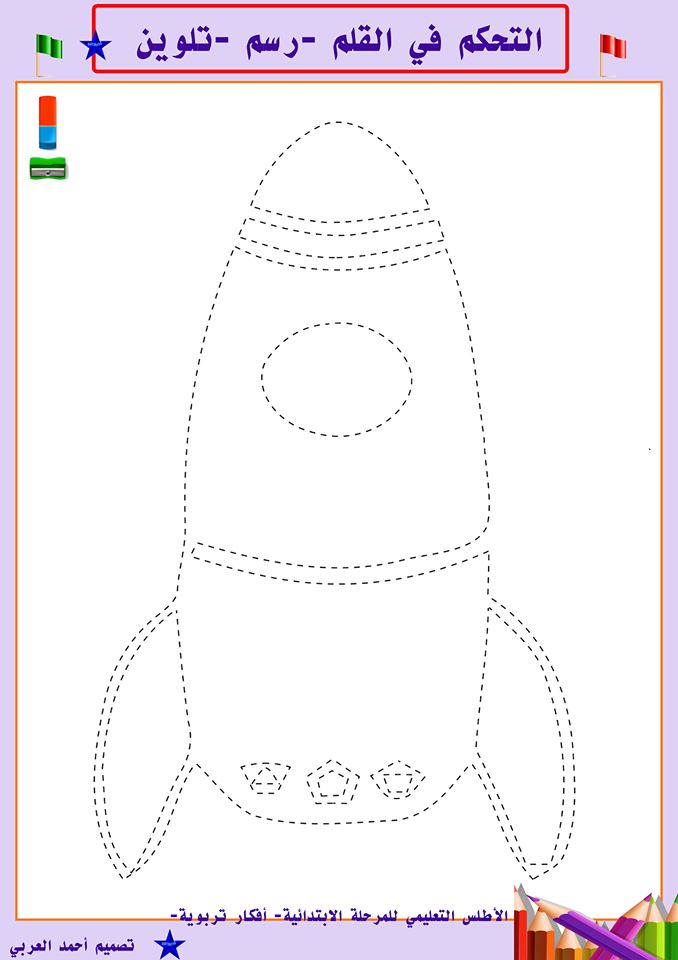 التحكم في القلم -رسم -تلوين
الأطلس التعليمي للمرحلة الابتدائية- أفكار تربوية-
تصميم أحمد العربي